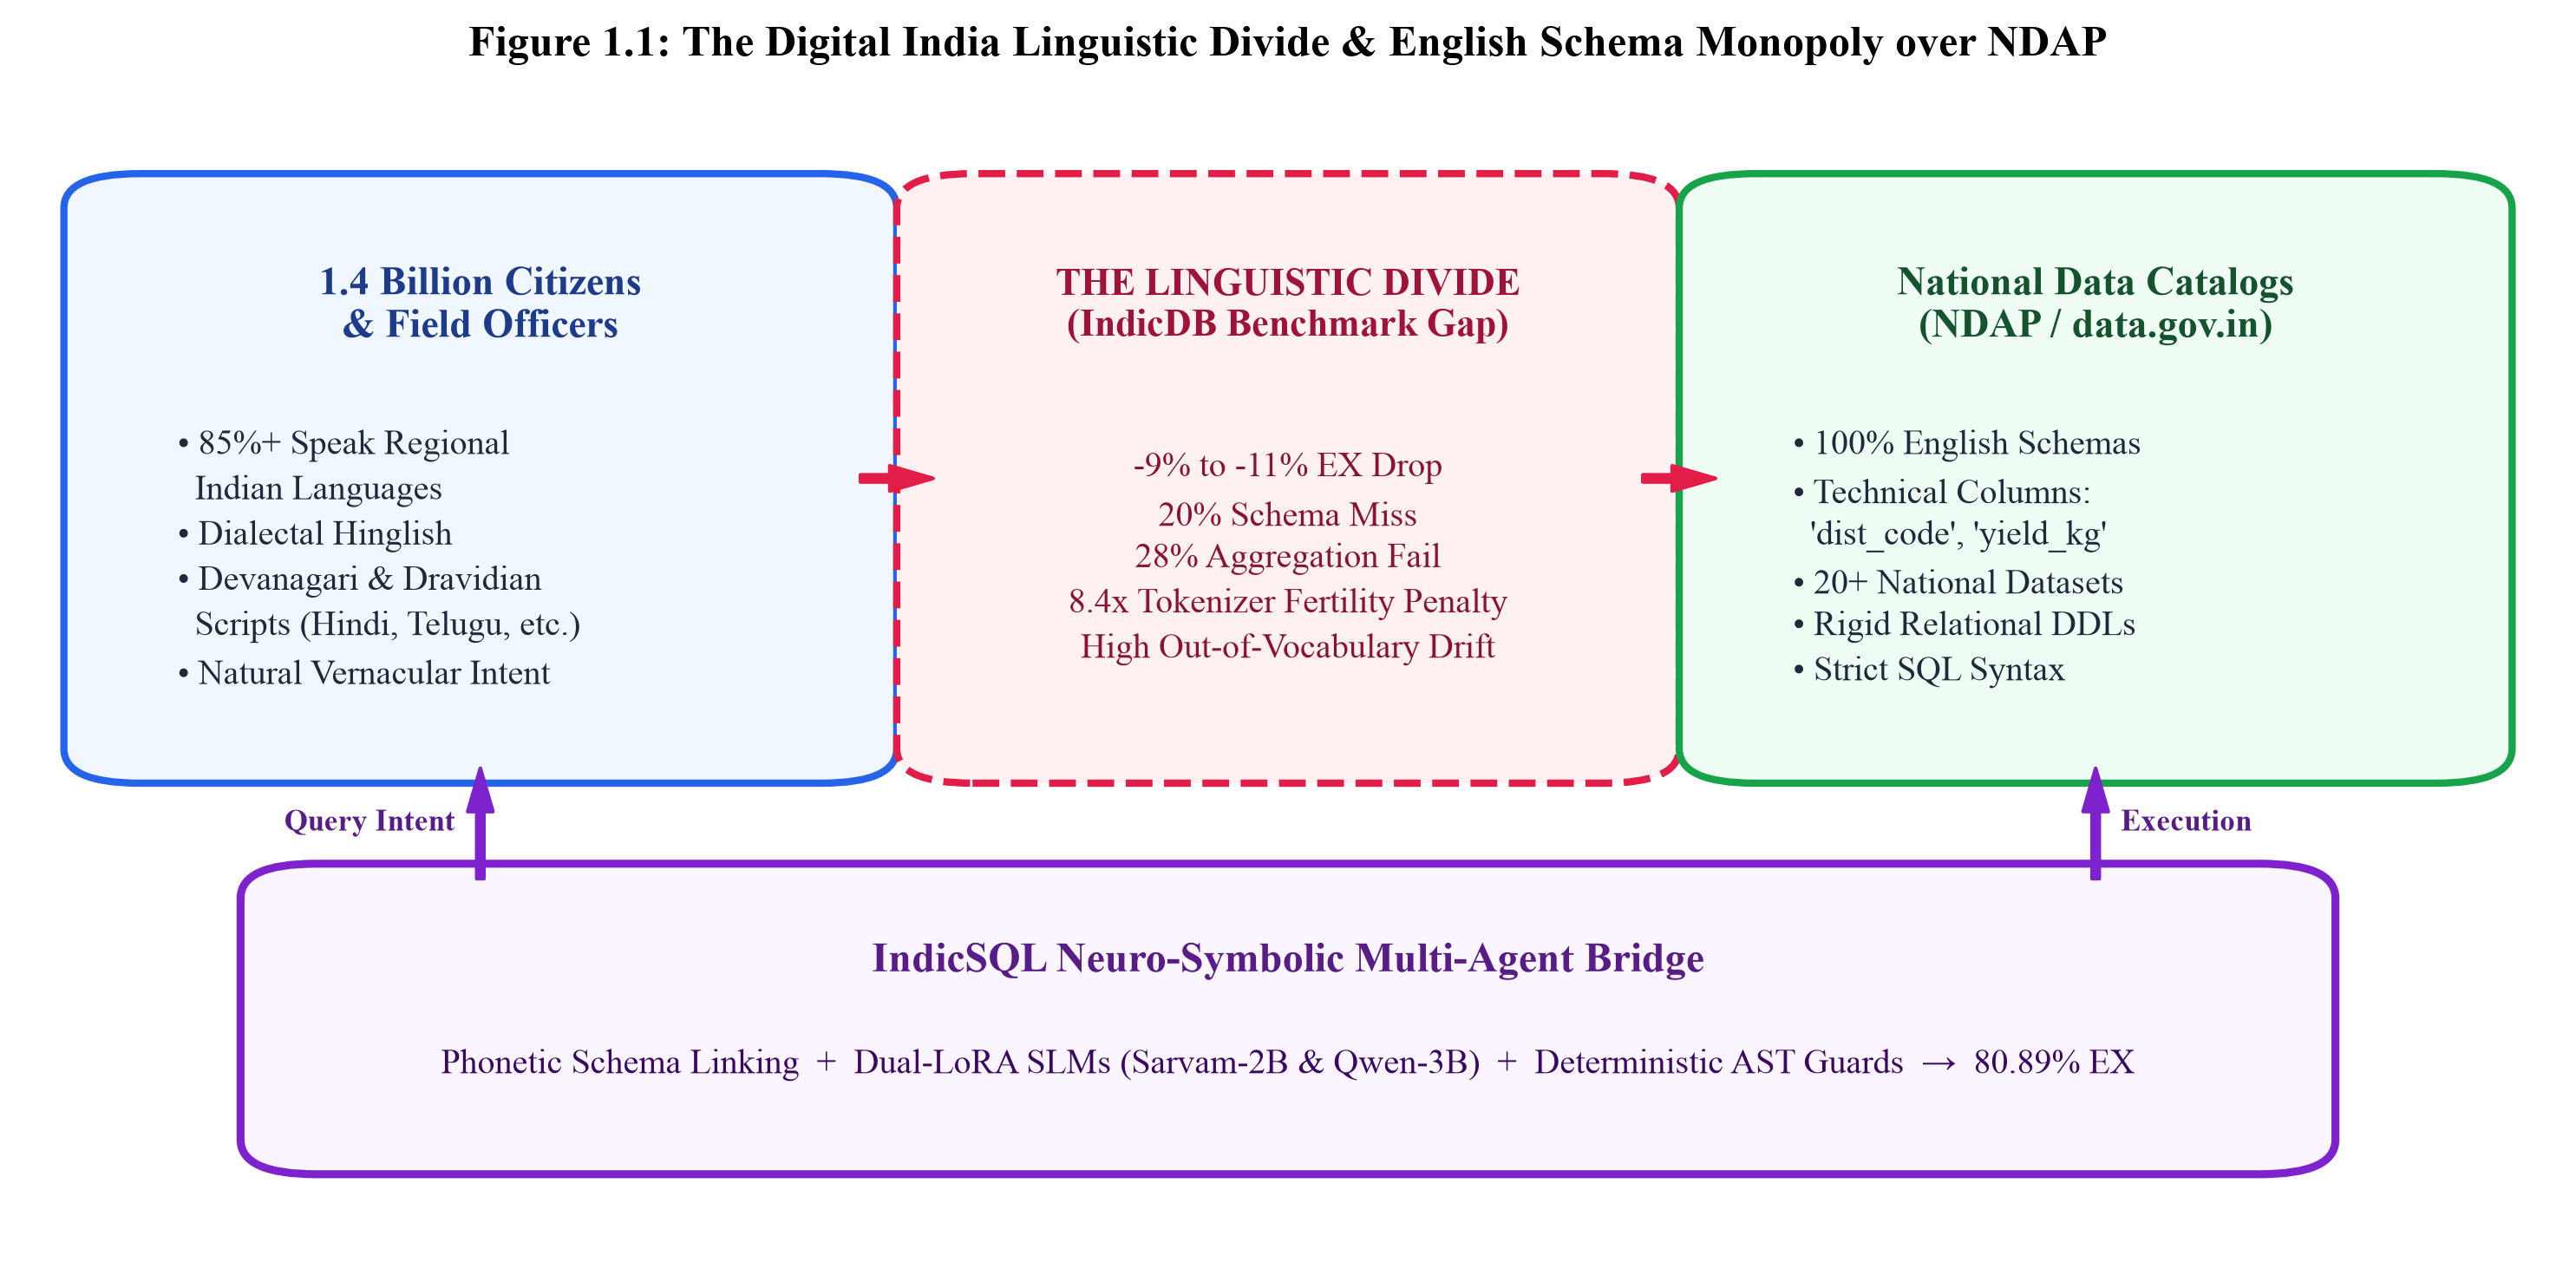 Figure 1.1: The Digital India Linguistic Divide & English Schema Monopoly over NDAP
1.4 Billion Citizens
& Field Officers
• 85%+ Speak Regional
Indian Languages
• Dialectal Hinglish
• Devanagari & Dravidian
Scripts (Hindi, Telugu, etc.)
• Natural Vernacular Intent
THE LINGUISTIC DIVIDE
(IndicDB Benchmark Gap)
-9% to -11% EX Drop
20% Schema Miss
28% Aggregation Fail
8.4x Tokenizer Fertility Penalty
High Out-of-Vocabulary Drift
National Data Catalogs
(NDAP / data.gov.in)
• 100% English Schemas
• Technical Columns:
'dist_code', 'yield_kg'
• 20+ National Datasets
• Rigid Relational DDLs
• Strict SQL Syntax
Query Intent
Execution
IndicSQL Neuro-Symbolic Multi-Agent Bridge
Phonetic Schema Linking + Dual-LoRA SLMs (Sarvam-2B & Qwen-3B) + Deterministic AST Guards → 80.89% EX